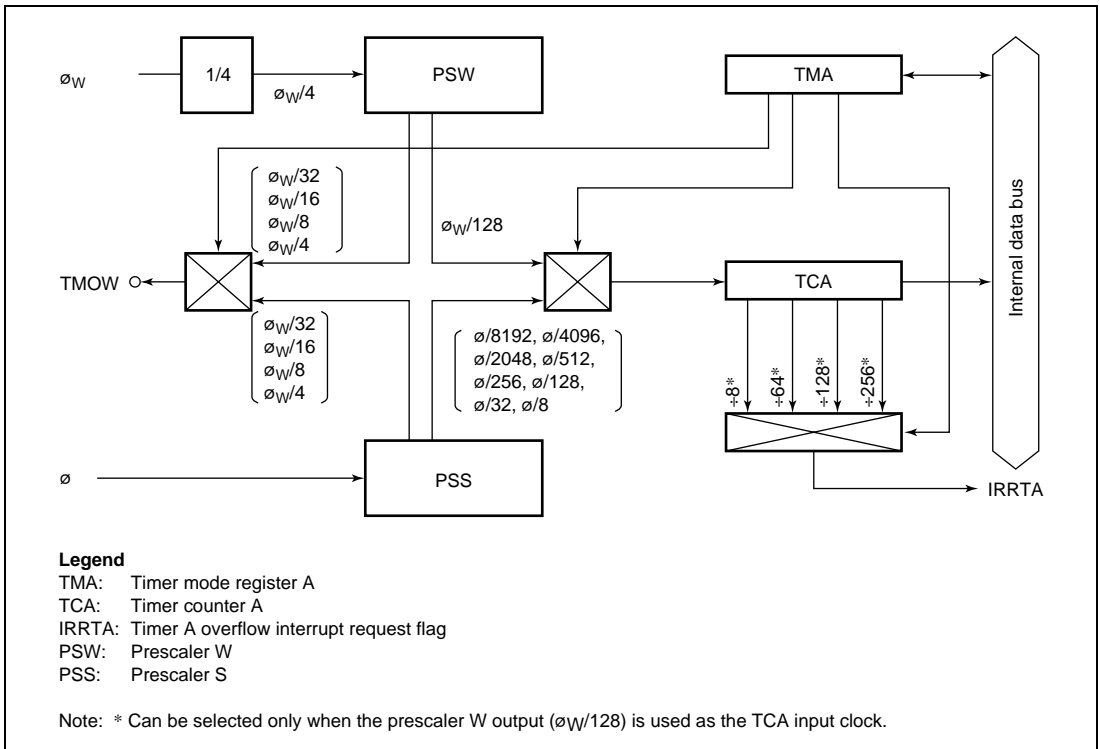 øW
1/4
øW/4
PSW
TMA
øW/32
øW/16
øW/8
øW/4
øW/128
TMOW
TCA
Internal data bus
øW/32
øW/16
øW/8
øW/4
ø/8192, ø/4096,
ø/2048, ø/512,
ø/256, ø/128,
ø/32, ø/8
÷8*
÷64*
÷128*
÷256*
ø
PSS
IRRTA
Legend
TMA: Timer mode register A
TCA: Timer counter A
IRRTA: Timer A overflow interrupt request flag
PSW: Prescaler W
PSS: Prescaler S
Note: * Can be selected only when the prescaler W output (øW/128) is used as the TCA input clock.